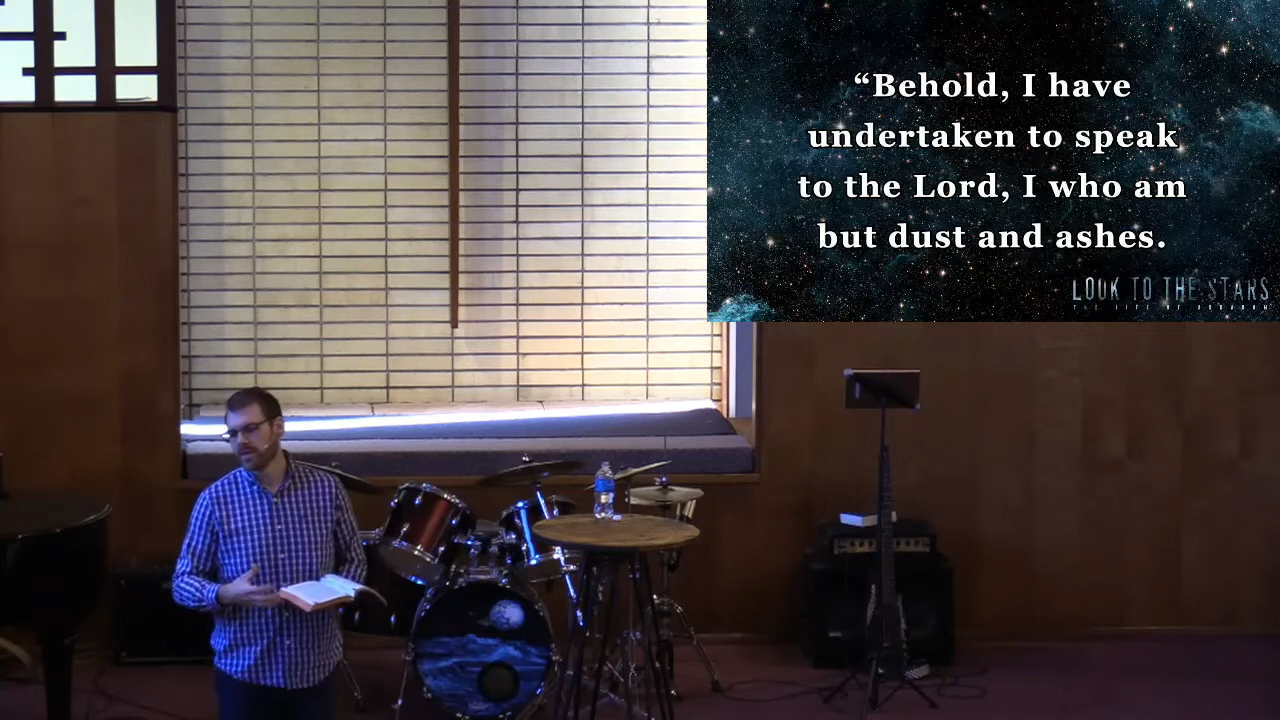 “Behold, I have
undertaken to speak
to the Lord, I who am
but dust and ashes.
LOOK TO THE STARS